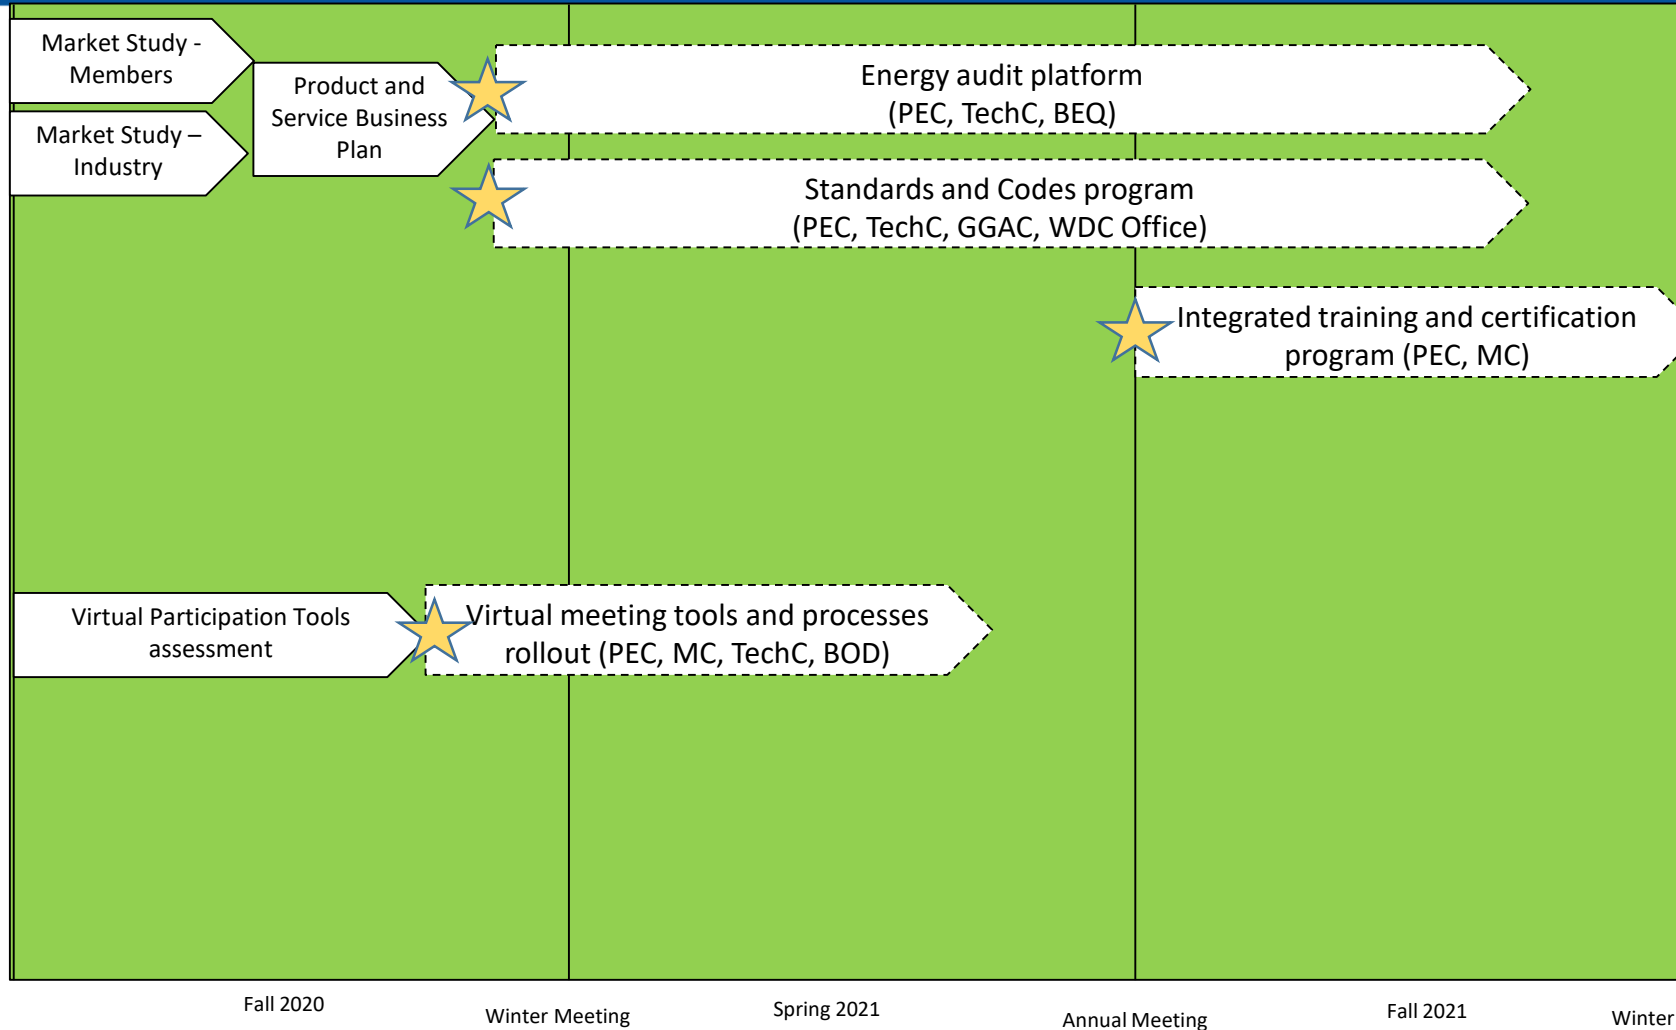 Market Study -
Members
Market Study –
Industry
Product and
Service Business
Plan
Energy audit platform
(PEC, TechC, BEQ)
Standards and Codes program
(PEC, TechC, GGAC, WDC Office)
Integrated training and certification
program (PEC, MC)
Virtual Participation Tools
assessment
Virtual meeting tools and processes
rollout (PEC, MC, TechC, BOD)
Fall 2020
Winter Meeting
Spring 2021
Annual Meeting
Fall 2021
Winter